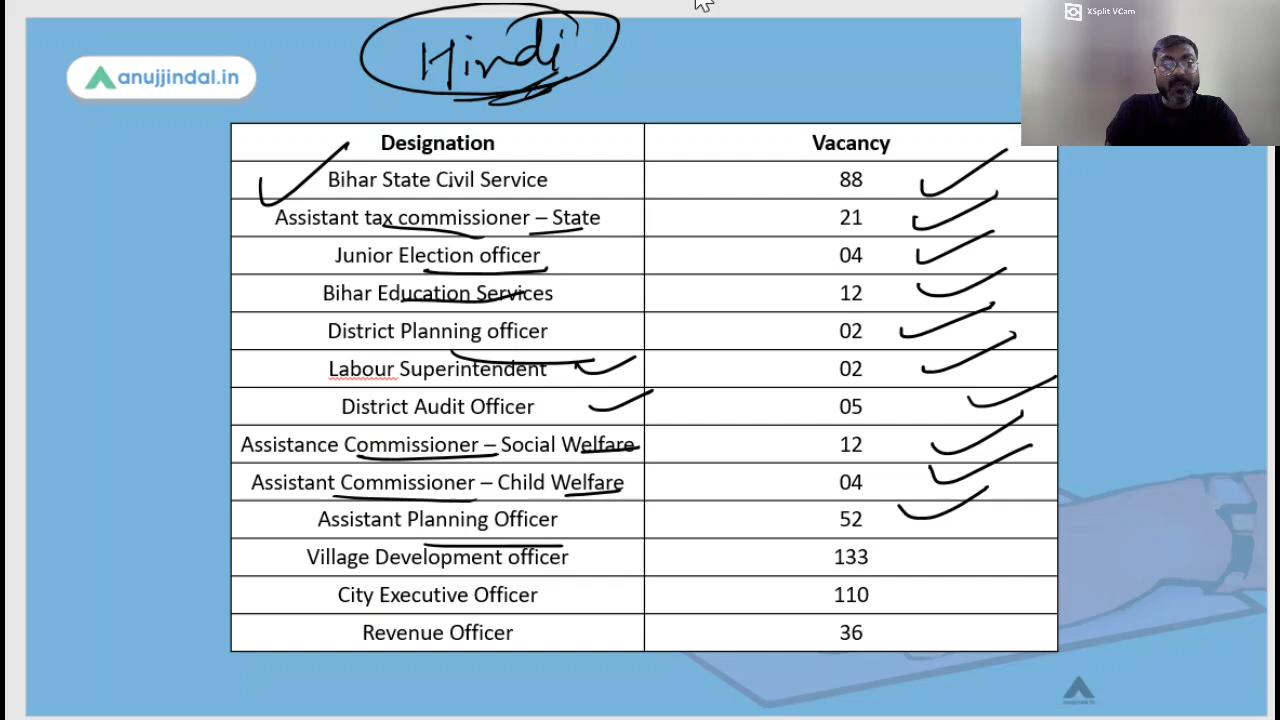 XSplit VCam
Hindi
anujjindal.in
Designation Vacancy
Bihar State Civil Service 88
Assistant tax commissioner – State 21
Junior Election officer 04
Bihar Education Services 12
District Planning officer 02
Labour Superintendent 02
District Audit Officer 05
Assistance Commissioner – Social Welfare 12
Assistant Commissioner – Child Welfare 04
Assistant Planning Officer 52
Village Development officer 133
City Executive Officer 110
Revenue Officer 36